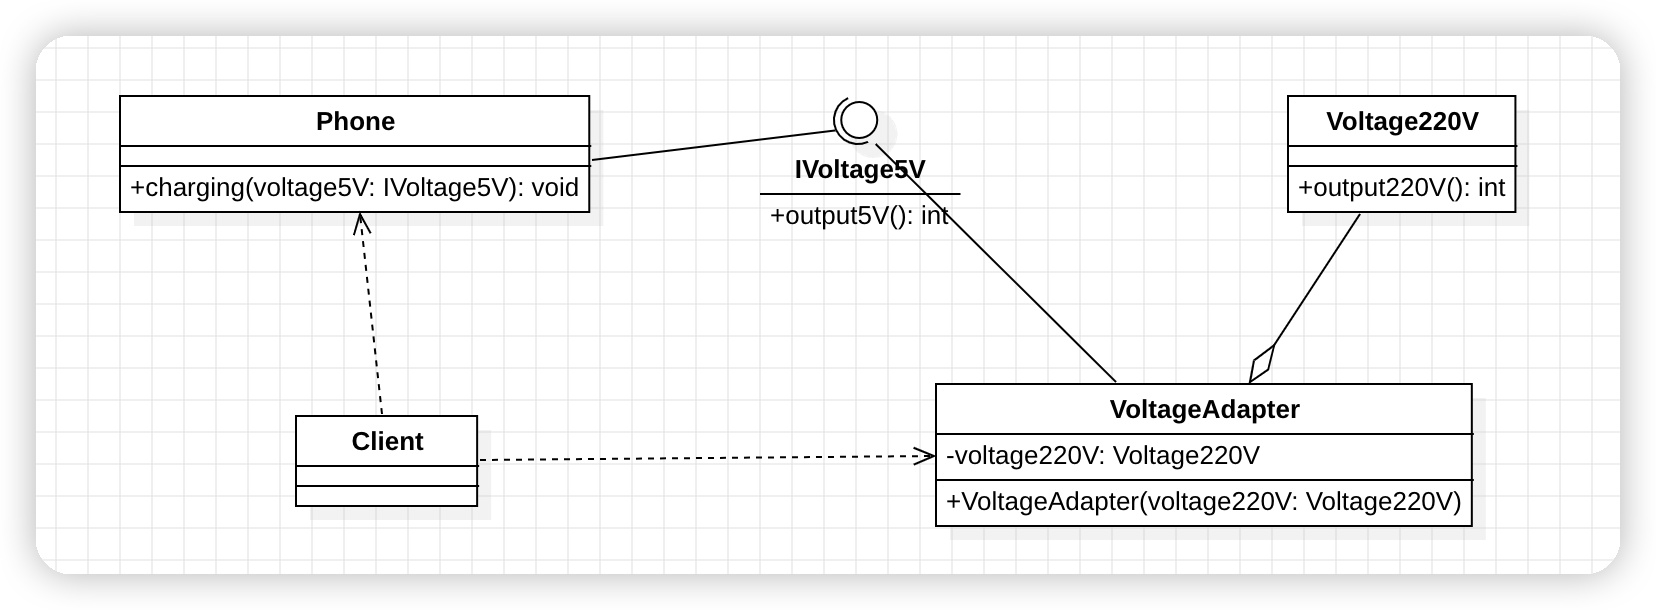 Phone
+charging(voltage5V: IVoltage5V): void
IVoltage5V
+output5V(): int
Voltage220V
+output220V(): int
Client
VoltageAdapter
-voltage220V: Voltage220V
+VoltageAdapter(voltage220V: Voltage220V)